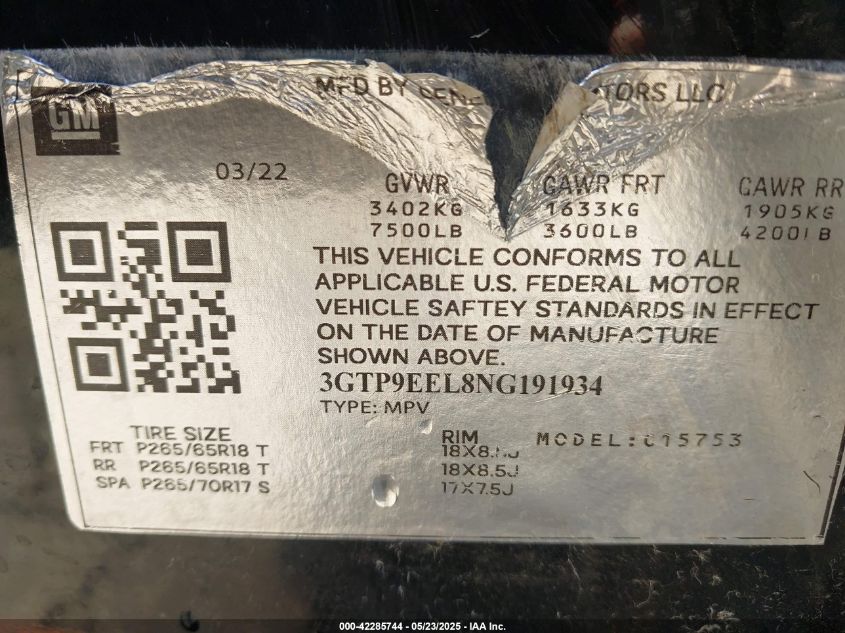 MFD BY GENE TORS LLC
GM
03/22
GVWR GAWR FRT GAWR RR
3402KG 1633KG 1905KG
7500LB 3600LB 4200LB
THIS VEHICLE CONFORMS TO ALL
APPLICABLE U.S. FEDERAL MOTOR
VEHICLE SAFTEY STANDARDS IN EFFECT
ON THE DATE OF MANUFACTURE
SHOWN ABOVE.
3GTP9EEL8NG191934
TYPE: MPV
TIRE SIZE RIM MODEL:C15753
FRT P265/65R18 T 18X8.5J
RR P265/65R18 T 18X8.5J
SPA P265/70R17 S 17X7.5J
000-42285744 - 05/23/2025 - IAA Inc.